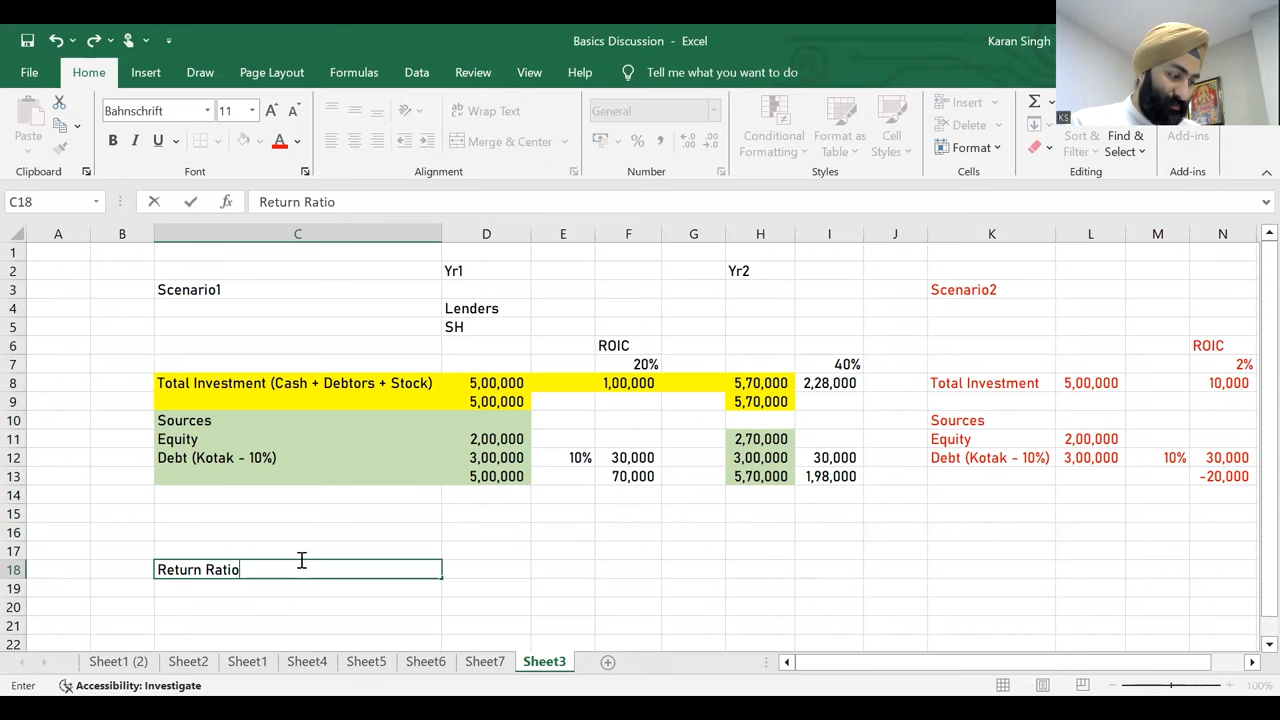 Basics Discussion - Excel
Karan Singh
File Home Insert Draw Page Layout Formulas Data Review View Help Tell me what you want to do
Paste
Bahnschrift 11 A A
B I U A
Wrap Text
Merge & Center
General
%
Conditional Formatting
Format as Table
Cell Styles
Insert
Delete
Format
Sort & Filter
Find & Select
Add-ins
KS
Clipboard Font Alignment Number Styles Cells Editing Add-ins
C18 fx Return Ratio
A B C D E F G H I J K L M N
1
2 Yr1 Yr2
3 Scenario1 Scenario2
4 Lenders
5 SH
6 ROIC ROIC
7 20% 40% 2%
8 Total Investment (Cash + Debtors + Stock) 5,00,000 1,00,000 5,70,000 2,28,000 Total Investment 5,00,000 10,000
9 5,00,000 5,70,000
10 Sources Sources
11 Equity 2,00,000 2,70,000 Equity 2,00,000
12 Debt (Kotak - 10%) 3,00,000 10% 30,000 3,00,000 30,000 Debt (Kotak - 10%) 3,00,000 10% 30,000
13 5,00,000 70,000 5,70,000 1,98,000 -20,000
14
15
16
17
18 Return Ratio
19
20
21
22
Sheet1 (2) Sheet2 Sheet1 Sheet4 Sheet5 Sheet6 Sheet7 Sheet3
Enter Accessibility: Investigate 100%